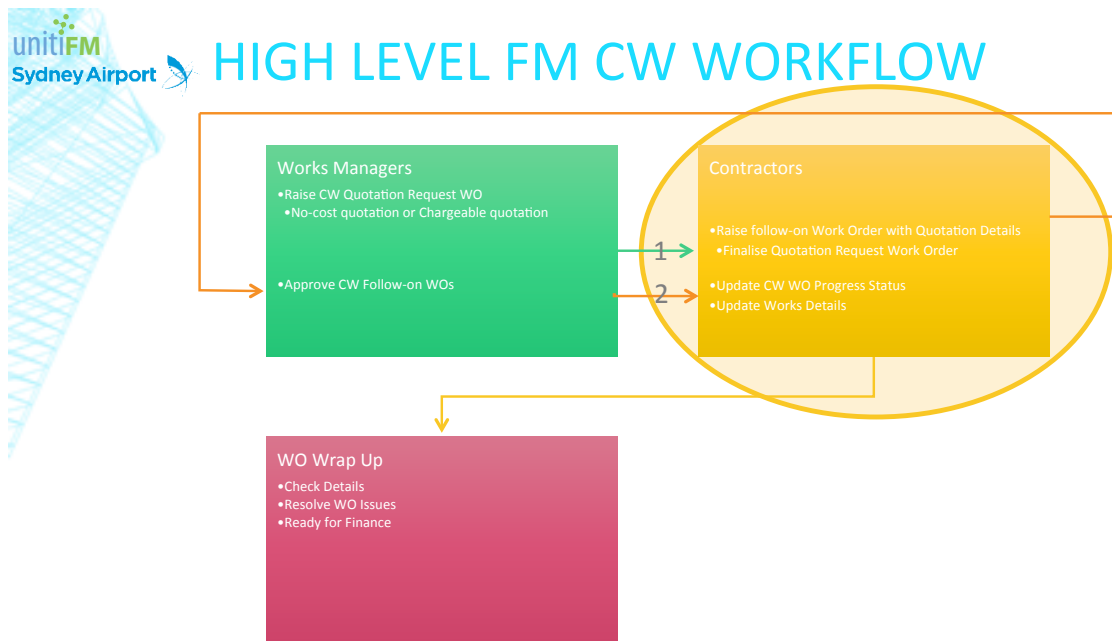 unitiFM
Sydney Airport
HIGH LEVEL FM CW WORKFLOW
Works Managers
•Raise CW Quotation Request WO
•No-cost quotation or Chargeable quotation
•Approve CW Follow-on WOs
1
2
Contractors
•Raise follow-on Work Order with Quotation Details
•Finalise Quotation Request Work Order
•Update CW WO Progress Status
•Update Works Details
WO Wrap Up
•Check Details
•Resolve WO Issues
•Ready for Finance